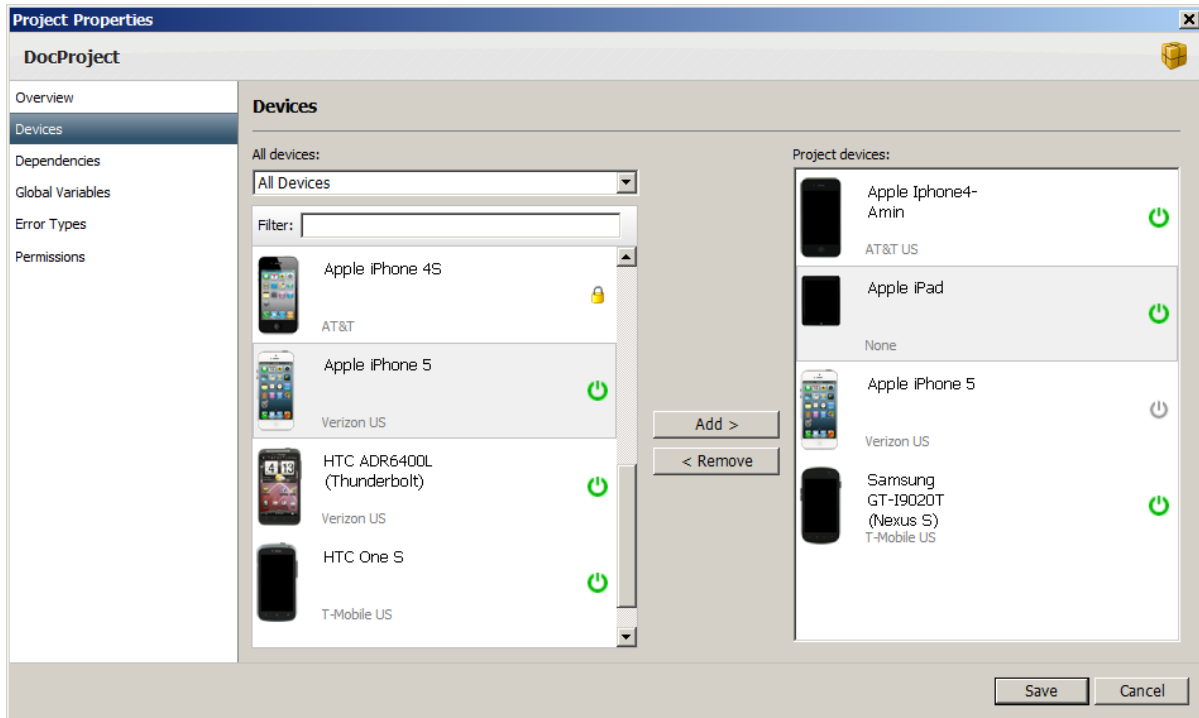 Project Properties
DocProject
Overview
Devices
Dependencies
Global Variables
Error Types
Permissions
Devices
All devices:
All Devices
Filter:
Apple iPhone 4S
AT&T
Apple iPhone 5
Verizon US
4 13
HTC ADR6400L
(Thunderbolt)
Verizon US
HTC One S
T-Mobile US
Add >
< Remove
Project devices:
Apple Iphone4-
Amin
AT&T US
Apple iPad
None
Apple iPhone 5
Verizon US
Samsung
GT-I9020T
(Nexus S)
T-Mobile US
Save
Cancel